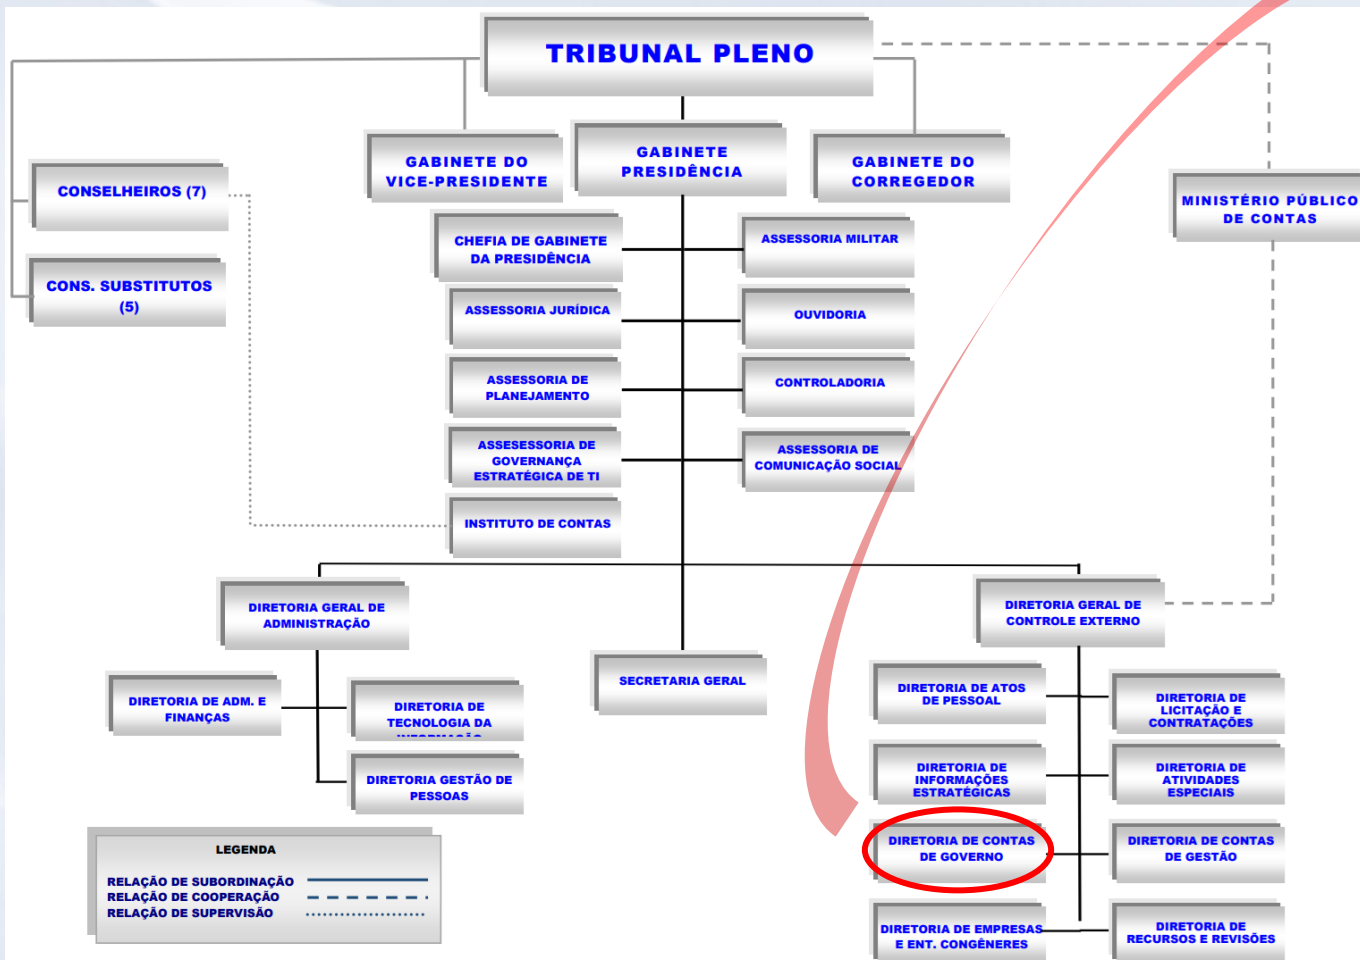 TRIBUNAL PLENO
GABINETE DO
VICE-PRESIDENTE
GABINETE
PRESIDÊNCIA
GABINETE DO
CORREGEDOR
CONSELHEIROS (7)
MINISTÉRIO PÚBLICO
DE CONTAS
CONS. SUBSTITUTOS
(5)
CHEFIA DE GABINETE
DA PRESIDÊNCIA
ASSESSORIA MILITAR
ASSESSORIA JURÍDICA
OUVIDORIA
ASSESSORIA DE
PLANEJAMENTO
CONTROLADORIA
ASSESESSORIA DE
GOVERNANÇA
ESTRATÉGICA DE TI
ASSESSORIA DE
COMUNICAÇÃO SOCIAL
INSTITUTO DE CONTAS
DIRETORIA GERAL DE
ADMINISTRAÇÃO
DIRETORIA GERAL DE
CONTROLE EXTERNO
SECRETARIA GERAL
DIRETORIA DE ADM. E
FINANÇAS
DIRETORIA DE
TECNOLOGIA DA
INFORMAÇÃO
DIRETORIA GESTÃO DE
PESSOAS
DIRETORIA DE ATOS
DE PESSOAL
DIRETORIA DE
LICITAÇÃO E
CONTRATAÇÕES
DIRETORIA DE
INFORMAÇÕES
ESTRATÉGICAS
DIRETORIA DE
ATIVIDADES
ESPECIAIS
DIRETORIA DE CONTAS
DE GOVERNO
DIRETORIA DE CONTAS
DE GESTÃO
DIRETORIA DE EMPRESAS
E ENT. CONGÊNERES
DIRETORIA DE
RECURSOS E REVISÕES
LEGENDA
RELAÇÃO DE SUBORDINAÇÃO
RELAÇÃO DE COOPERAÇÃO
RELAÇÃO DE SUPERVISÃO